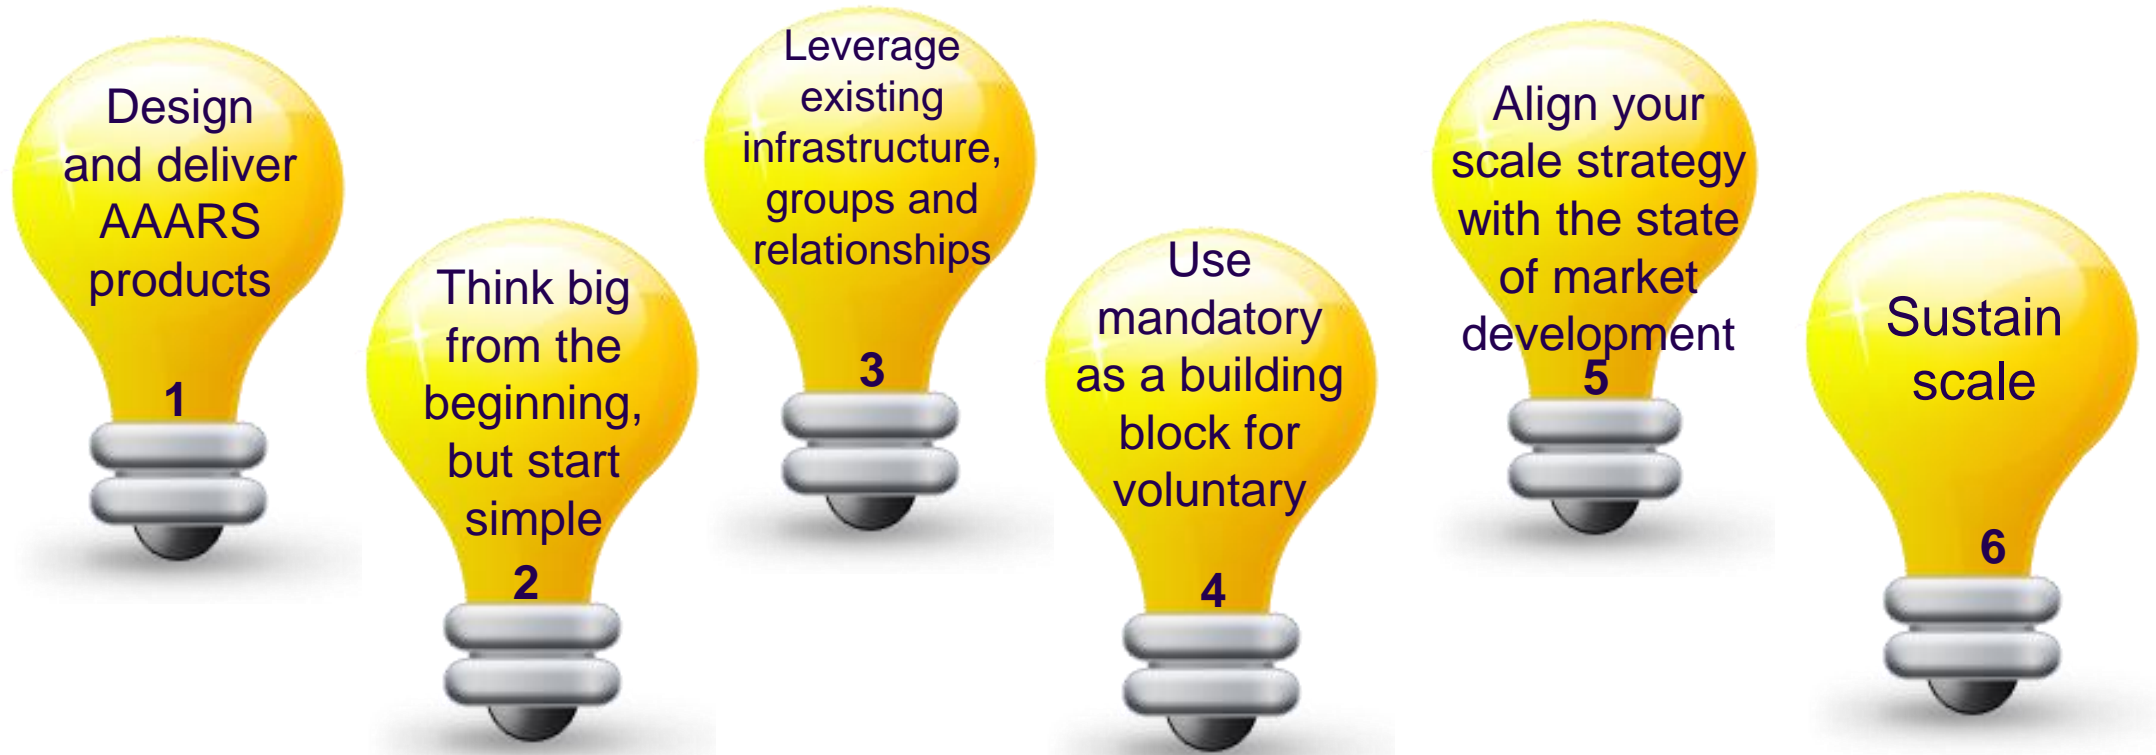 Design
and deliver
AAARS
products
1
Think big
from the
beginning,
but start
simple
2
Leverage
existing
infrastructure,
groups and
relationships
3
Use
mandatory
as a building
block for
voluntary
4
Align your
scale strategy
with the state
of market
development
5
Sustain
scale
6